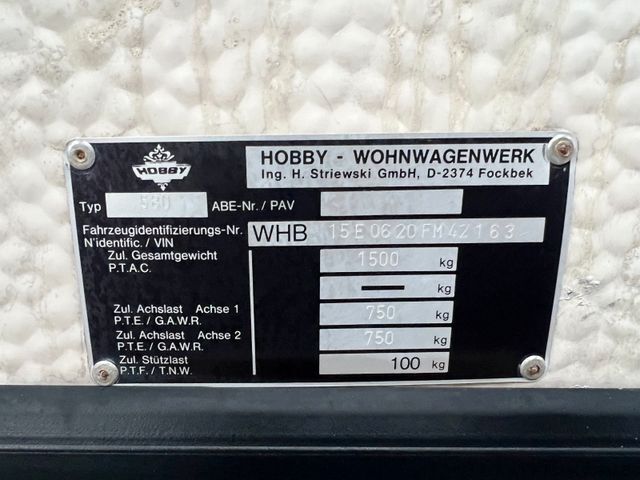 HOBBY
HOBBY - WOHNWAGENWERK
Ing. H. Striewski GmbH, D-2374 Fockbek
Typ ABE-Nr. / PAV
Fahrzeugidentifizierungs-Nr.
N'identific. / VIN
WHB 15E0620FM42163
Zul. Gesamtgewicht
P.T.A.C.
1500 kg
— kg
Zul. Achslast Achse 1
P.T.E. / G.A.W.R.
750 kg
Zul. Achslast Achse 2
P.T.E. / G.A.W.R.
750 kg
Zul. Stützlast
P.T.F. / T.N.W.
100 kg